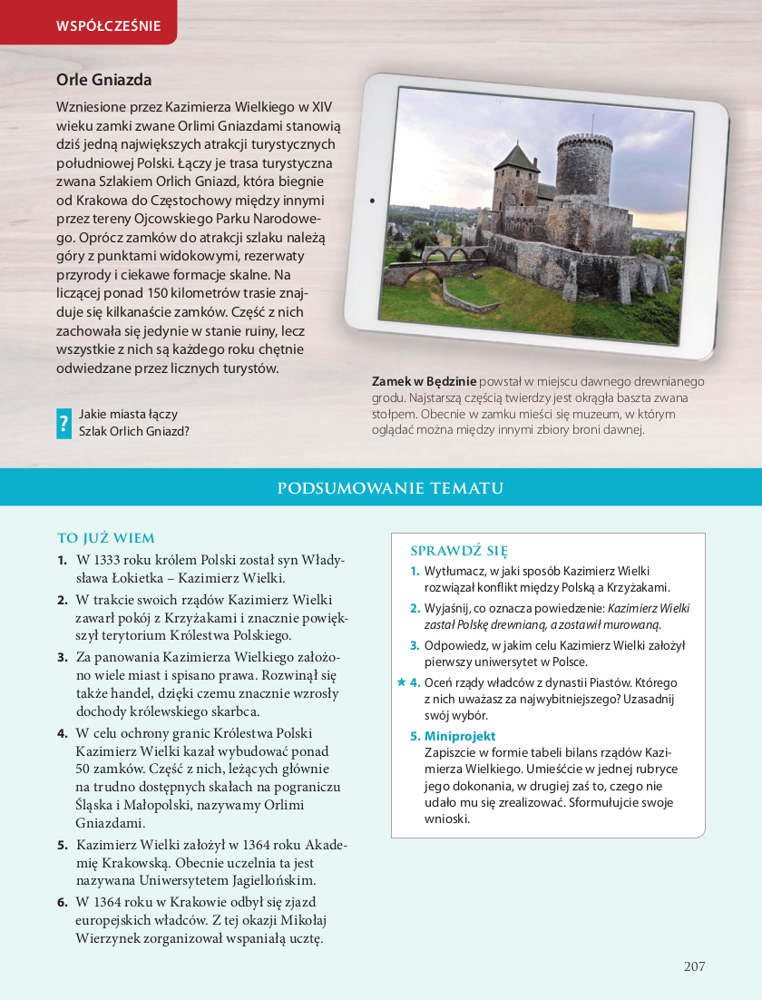 WSPÓŁCZEŚNIE
Orle Gniazda
Wzniesione przez Kazimierza Wielkiego w XIV
wieku zamki zwane Orlimi Gniazdami stanowią
dziś jedną największych atrakcji turystycznych
południowej Polski. Łączy je trasa turystyczna
zwana Szlakiem Orlich Gniazd, która biegnie
od Krakowa do Częstochowy między innymi
przez tereny Ojcowskiego Parku Narodowe-
go. Oprócz zamków do atrakcji szlaku należą
góry z punktami widokowymi, rezerwaty
przyrody i ciekawe formacje skalne. Na
liczącej ponad 150 kilometrów trasie znaj-
duje się kilkanaście zamków. Część z nich
zachowała się jedynie w stanie ruiny, lecz
wszystkie z nich są każdego roku chętnie
odwiedzane przez licznych turystów.
? Jakie miasta łączy
Szlak Orlich Gniazd?
Zamek w Będzinie powstał w miejscu dawnego drewnianego
grodu. Najstarszą częścią twierdzy jest okrągła baszta zwana
stołpem. Obecnie w zamku mieści się muzeum, w którym
oglądać można między innymi zbiory broni dawnej.
PODSUMOWANIE TEMATU
TO JUŻ WIEM
1. W 1333 roku królem Polski został syn Włady-
sława Łokietka – Kazimierz Wielki.
2. W trakcie swoich rządów Kazimierz Wielki
zawarł pokój z Krzyżakami i znacznie powięk-
szył terytorium Królestwa Polskiego.
3. Za panowania Kazimierza Wielkiego założo-
no wiele miast i spisano prawa. Rozwinął się
także handel, dzięki czemu znacznie wzrosły
dochody królewskiego skarbca.
4. W celu ochrony granic Królestwa Polski
Kazimierz Wielki kazał wybudować ponad
50 zamków. Część z nich, leżących głównie
na trudno dostępnych skałach na pograniczu
Śląska i Małopolski, nazywamy Orlimi
Gniazdami.
5. Kazimierz Wielki założył w 1364 roku Akade-
mię Krakowską. Obecnie uczelnia ta jest
nazywana Uniwersytetem Jagiellońskim.
6. W 1364 roku w Krakowie odbył się zjazd
europejskich władców. Z tej okazji Mikołaj
Wierzynek zorganizował wspaniałą ucztę.
SPRAWDŹ SIĘ
1. Wytłumacz, w jaki sposób Kazimierz Wielki
rozwiązał konflikt między Polską a Krzyżakami.
2. Wyjaśnij, co oznacza powiedzenie: Kazimierz Wielki
zastał Polskę drewnianą, a zostawił murowaną.
3. Odpowiedz, w jakim celu Kazimierz Wielki założył
pierwszy uniwersytet w Polsce.
★ 4. Oceń rządy władców z dynastii Piastów. Którego
z nich uważasz za najwybitniejszego? Uzasadnij
swój wybór.
5. Miniprojekt
Zapiszcie w formie tabeli bilans rządów Kazi-
mierza Wielkiego. Umieśćcie w jednej rubryce
jego dokonania, w drugiej zaś to, czego nie
udało mu się zrealizować. Sformułujcie swoje
wnioski.
207